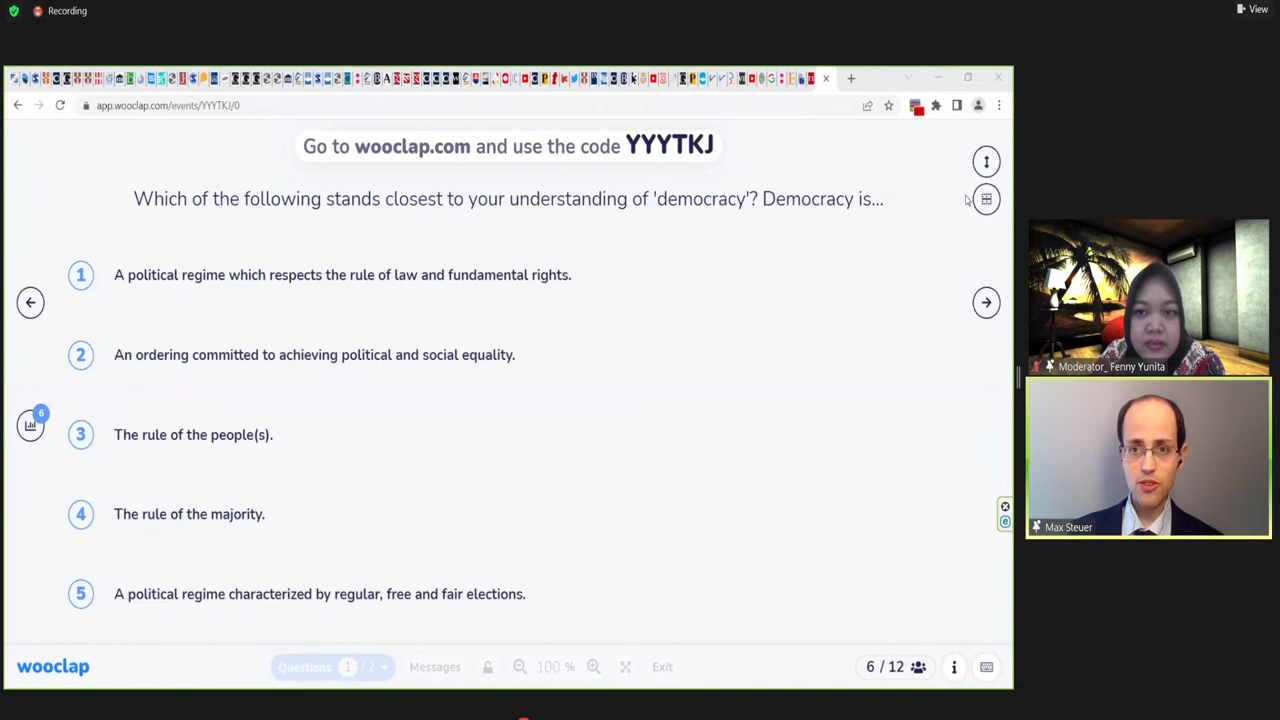 Recording
View
app.wooclap.com/events/YYYTKJ/0
Go to wooclap.com and use the code YYYTKJ
Which of the following stands closest to your understanding of 'democracy'? Democracy is...
1 A political regime which respects the rule of law and fundamental rights.
2 An ordering committed to achieving political and social equality.
6
3 The rule of the people(s).
4 The rule of the majority.
5 A political regime characterized by regular, free and fair elections.
wooclap
Questions 1 / 2
Messages
100 %
Exit
6 / 12
Moderator_ Fenny Yunita
Max Steuer